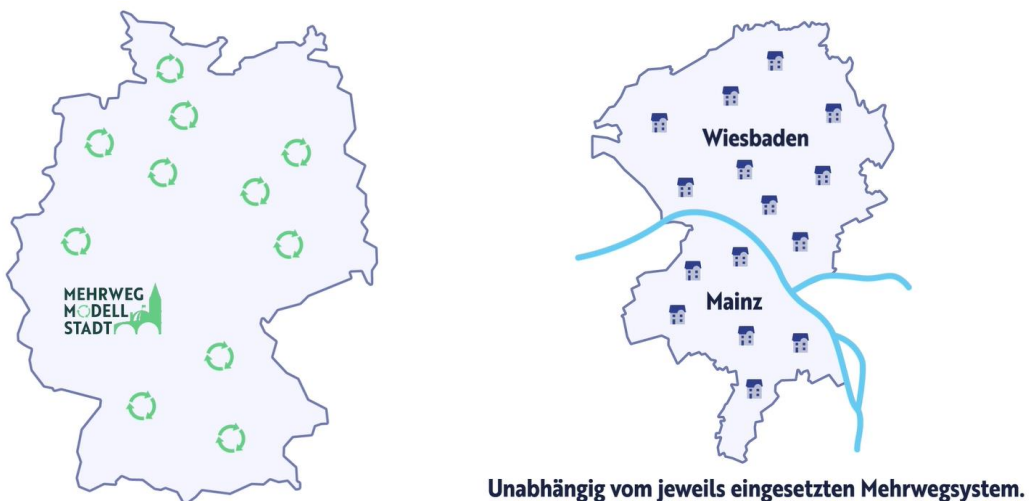 MEHRWEG
MODELL
STADT
Wiesbaden
Mainz
Unabhängig vom jeweils eingesetzten Mehrwegsystem.